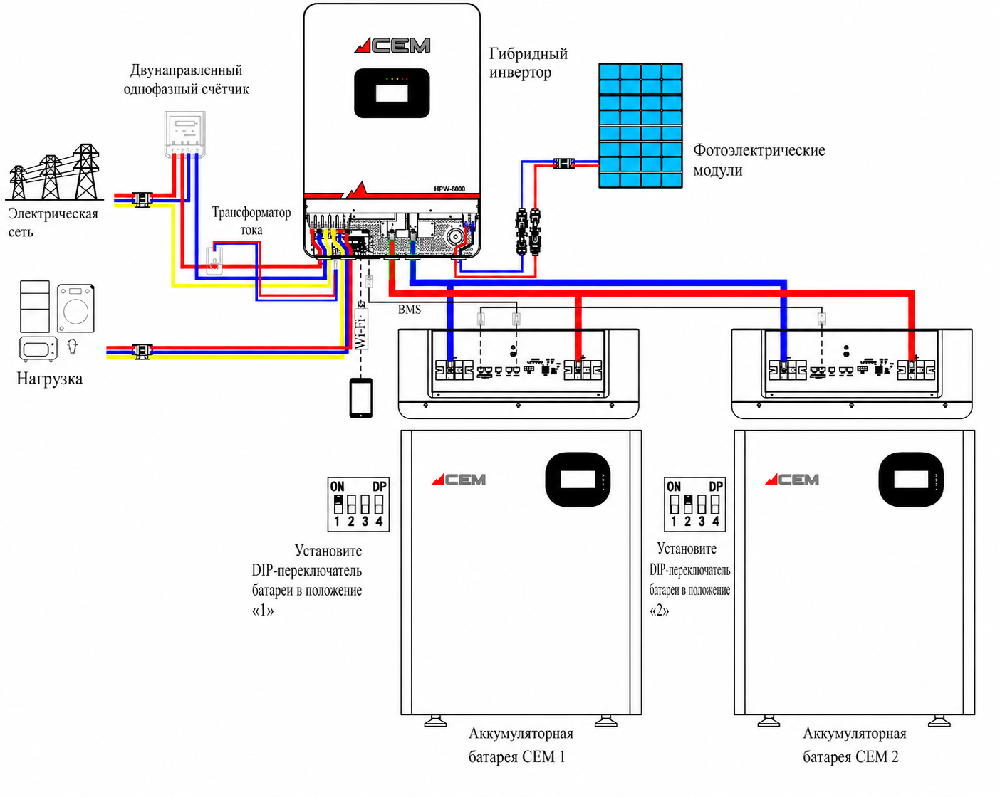 CEM
Гибридный
инвертор
Двунаправленный
однофазный счётчик
Фотоэлектрические
модули
HPW-6000
Электрическая
сеть
Трансформатор
тока
BMS
Wi-Fi
Нагрузка
ON DP
1 2 3 4
CEM
ON DP
1 2 3 4
CEM
Установите
DIP-переключатель
батареи в положение
«1»
Установите
DIP-переключатель
батареи в положение
«2»
Аккумуляторная
батарея CEM 1
Аккумуляторная
батарея CEM 2